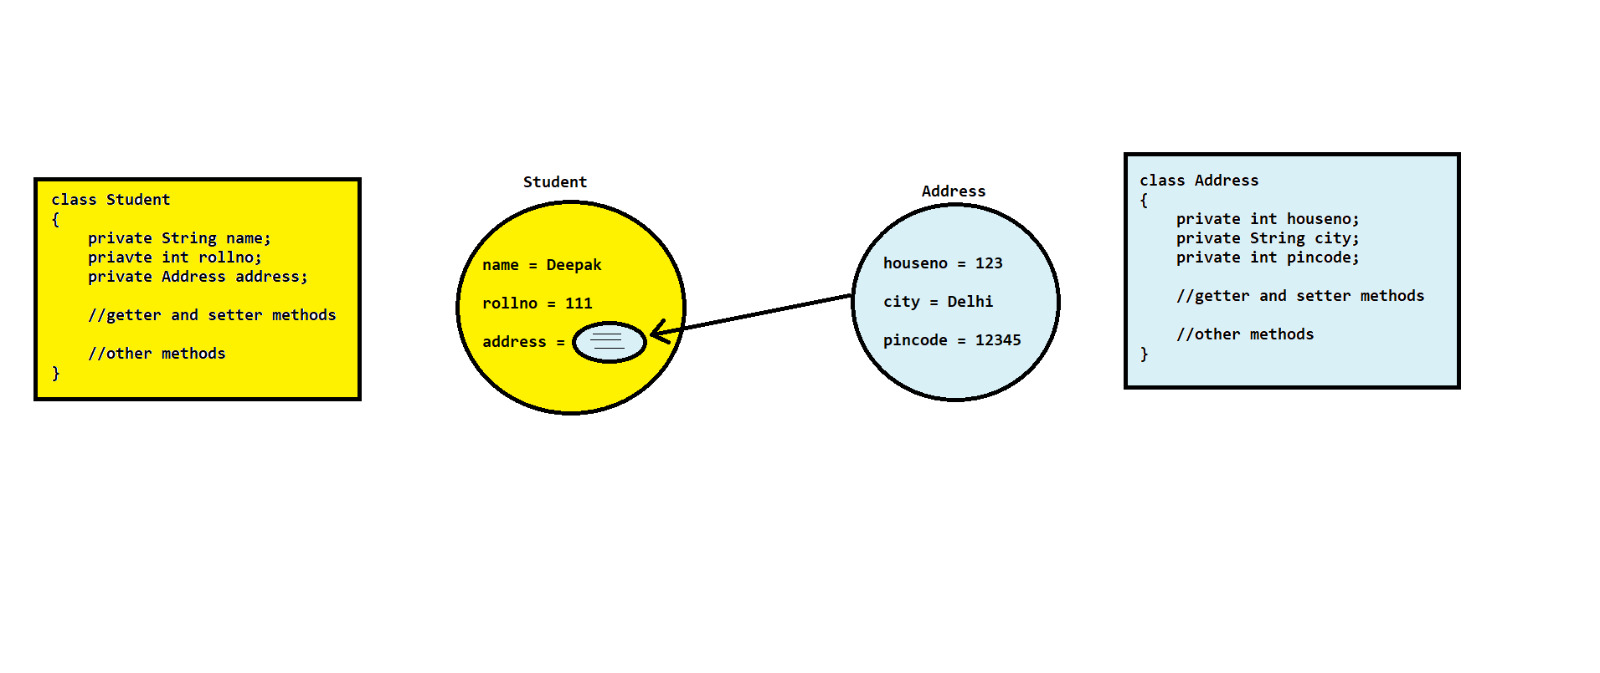 class Student
{
private String name;
priavte int rollno;
private Address address;
//getter and setter methods
//other methods
}
Student
name = Deepak
rollno = 111
address =
Address
houseno = 123
city = Delhi
pincode = 12345
class Address
{
private int houseno;
private String city;
private int pincode;
//getter and setter methods
//other methods
}